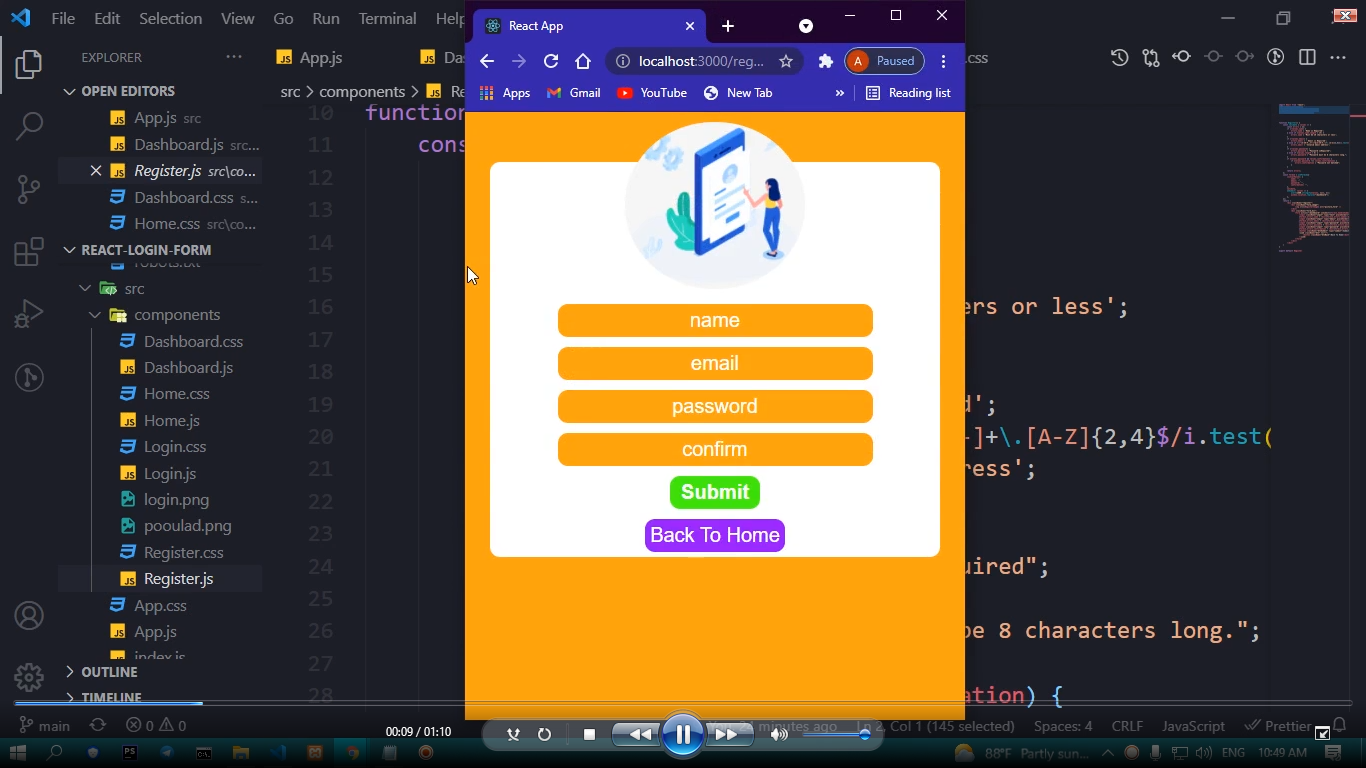 File Edit Selection View Go Run Terminal Help
React App
EXPLORER
App.js
localhost:3000/reg...
A Paused
.css
OPEN EDITORS
src > components >
Apps Gmail YouTube New Tab » Reading list
App.js src
Dashboard.js src...
Register.js src\co...
Dashboard.css s...
Home.css src\co...
REACT-LOGIN-FORM
robots.txt
src
components
Dashboard.css
Dashboard.js
Home.css
Home.js
Login.css
Login.js
login.png
pooulad.png
Register.css
Register.js
App.css
App.js
index.js
OUTLINE
TIMELINE
10 function
11 cons
12
13
14
15
16 ers or less';
17
18
19 d';
20 -]+\.[A-Z]{2,4}$/i.test(
21 ress';
22
23
24 uired";
25
26 be 8 characters long.";
27
28 ation) {
name
email
password
confirm
Submit
Back To Home
main 0 0
00:09 / 01:10
minutes ago Ln 2, Col 1 (145 selected) Spaces: 4 CRLF JavaScript Prettier
PS
88°F Partly sun... ENG 10:49 AM